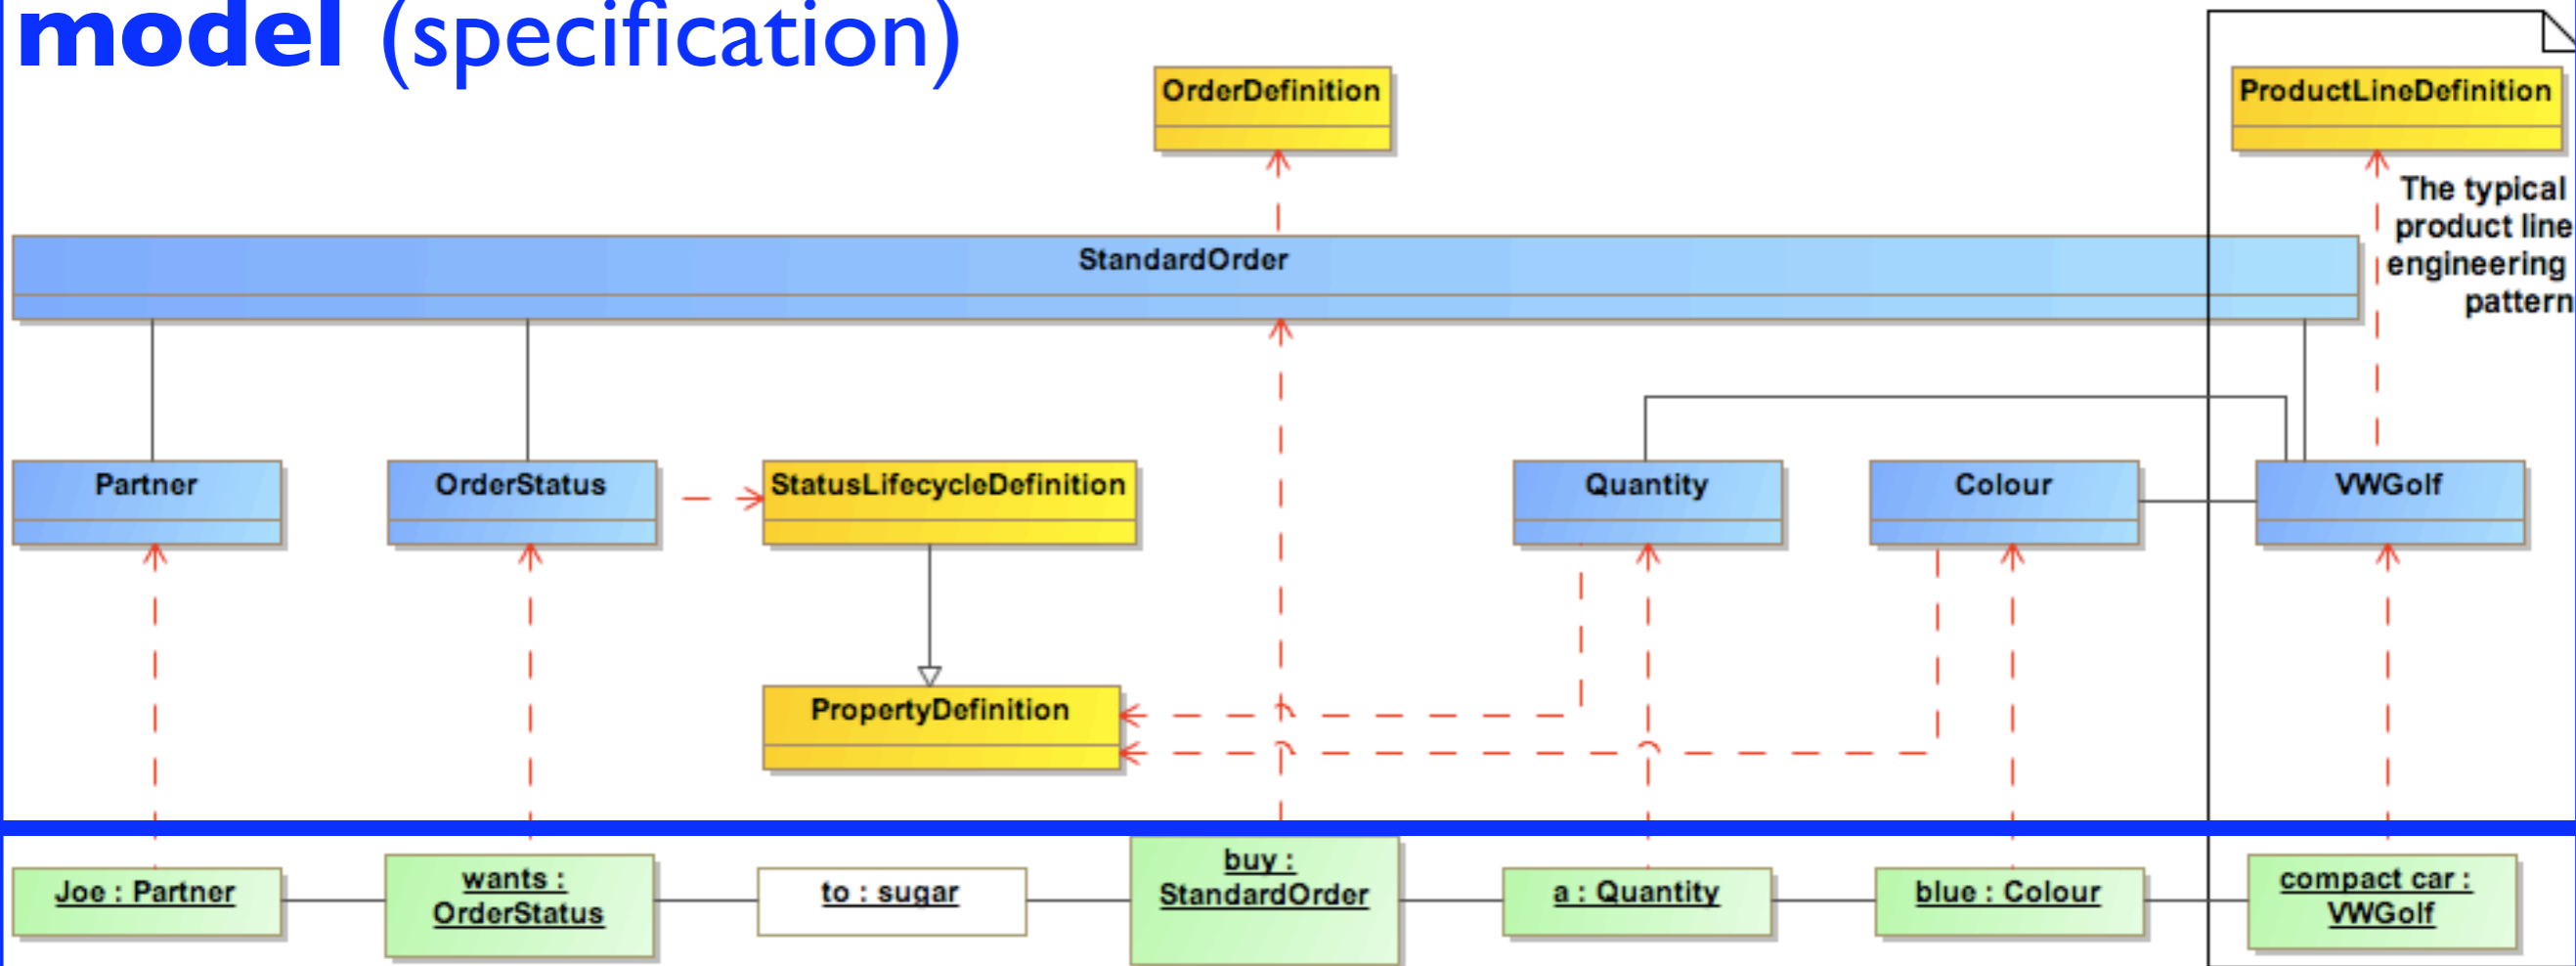 model (specification)
OrderDefinition
ProductLineDefinition
The typical
product line
engineering
pattern
StandardOrder
Partner
OrderStatus
StatusLifecycleDefinition
Quantity
Colour
VWGolf
PropertyDefinition
Joe : Partner
wants :
OrderStatus
to : sugar
buy :
StandardOrder
a : Quantity
blue : Colour
compact car :
VWGolf